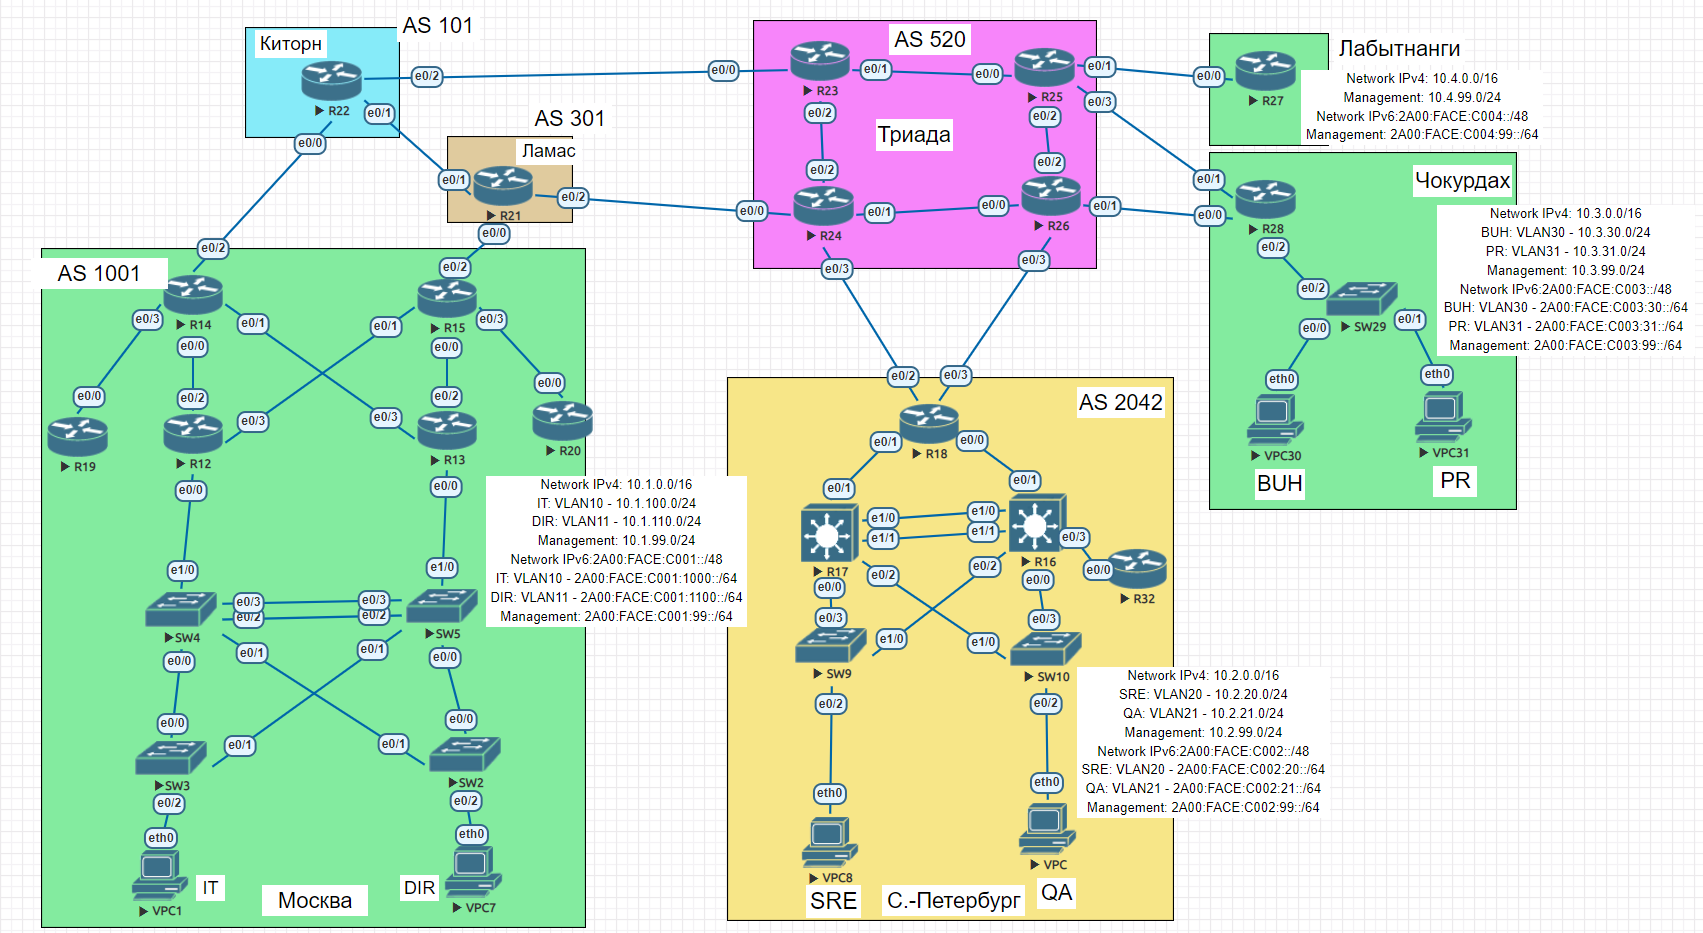 AS 101
Киторн
R22
e0/2
e0/1
e0/0
AS 301
Ламас
e0/1
R21
e0/2
e0/0
AS 520
Триада
e0/0
R23
e0/1
e0/2
e0/0
R25
e0/1
e0/3
e0/2
e0/2
e0/0
R24
e0/1
e0/3
e0/2
e0/0
R26
e0/1
e0/3
Лабытнанги
e0/0
R27
Network IPv4: 10.4.0.0/16
Management: 10.4.99.0/24
Network IPv6:2A00:FACE:C004::/48
Management: 2A00:FACE:C004:99::/64
Чокурдах
e0/1
e0/0
R28
e0/2
e0/2
SW29
e0/0
e0/1
eth0
eth0
VPC30
VPC31
BUH
PR
Network IPv4: 10.3.0.0/16
BUH: VLAN30 - 10.3.30.0/24
PR: VLAN31 - 10.3.31.0/24
Management: 10.3.99.0/24
Network IPv6:2A00:FACE:C003::/48
BUH: VLAN30 - 2A00:FACE:C003:30::/64
PR: VLAN31 - 2A00:FACE:C003:31::/64
Management: 2A00:FACE:C003:99::/64
AS 1001
e0/2
R14
e0/3
e0/1
e0/0
e0/2
R15
e0/1
e0/3
e0/0
e0/0
R19
e0/2
e0/3
R12
e0/0
e0/3
e0/2
R13
e0/0
e0/0
R20
e1/0
e1/0
SW4
e0/3
e0/2
e0/3
e0/2
SW5
e0/0
e0/1
e0/1
e0/0
e0/0
e0/1
SW3
e0/2
e0/1
e0/0
SW2
e0/2
eth0
eth0
VPC1
IT
VPC7
DIR
Москва
Network IPv4: 10.1.0.0/16
IT: VLAN10 - 10.1.100.0/24
DIR: VLAN11 - 10.1.110.0/24
Management: 10.1.99.0/24
Network IPv6:2A00:FACE:C001::/48
IT: VLAN10 - 2A00:FACE:C001:1000::/64
DIR: VLAN11 - 2A00:FACE:C001:1100::/64
Management: 2A00:FACE:C001:99::/64
AS 2042
e0/2
e0/3
R18
e0/1
e0/0
e0/1
e0/1
R17
e1/0
e1/1
e1/0
e1/1
R16
e0/3
e0/0
R32
e0/0
e0/2
e0/2
e0/0
e0/3
e1/0
SW9
e0/2
e1/0
e0/3
SW10
e0/2
eth0
eth0
VPC8
VPC
SRE
С.-Петербург
QA
Network IPv4: 10.2.0.0/16
SRE: VLAN20 - 10.2.20.0/24
QA: VLAN21 - 10.2.21.0/24
Management: 10.2.99.0/24
Network IPv6:2A00:FACE:C002::/48
SRE: VLAN20 - 2A00:FACE:C002:20::/64
QA: VLAN21 - 2A00:FACE:C002:21::/64
Management: 2A00:FACE:C002:99::/64